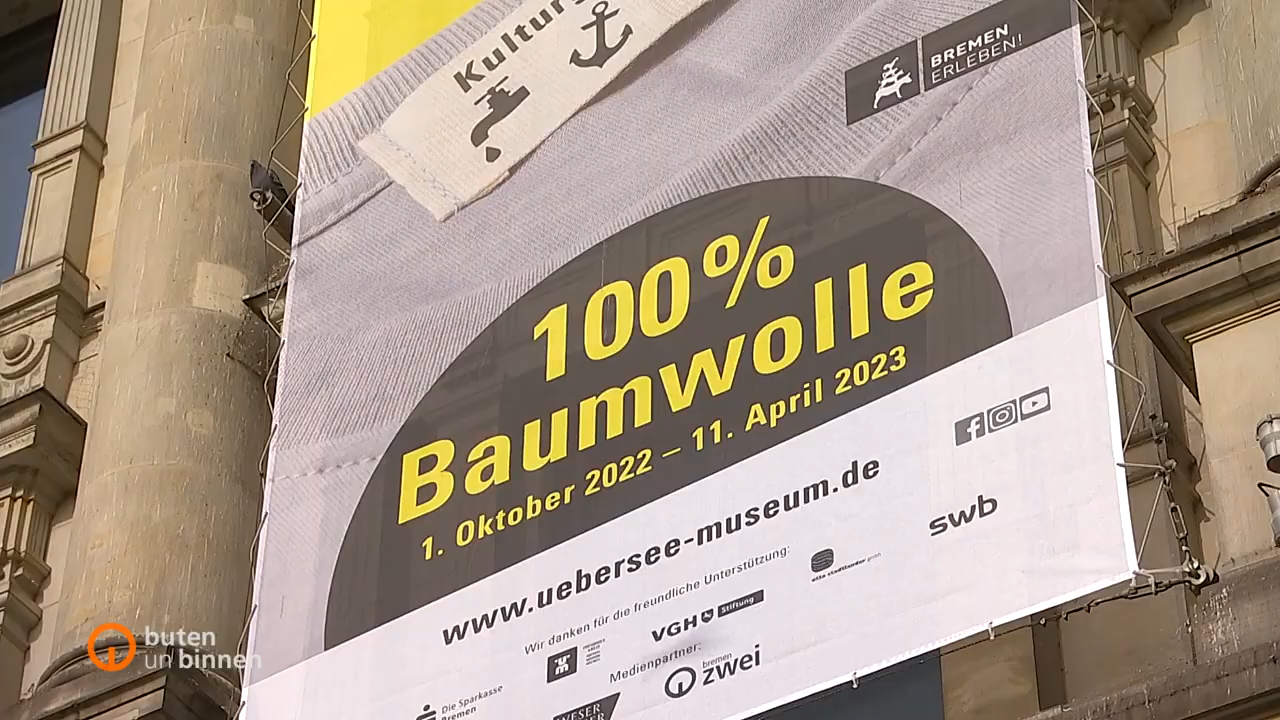 Kultur
BREMEN
ERLEBEN!
100%
Baumwolle
1. Oktober 2022 – 11. April 2023
www.uebersee-museum.de
swb
Wir danken für die freundliche Unterstützung:
VGH Stiftung
Medienpartner:
bremen
zwei
Die Sparkasse
Bremen
WESER
buten
un binnen